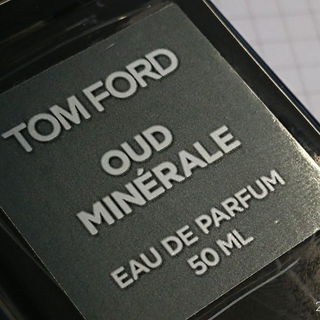 TOM FORD
OUD
MINÉRALE
EAU DE PARFUM
50 ML